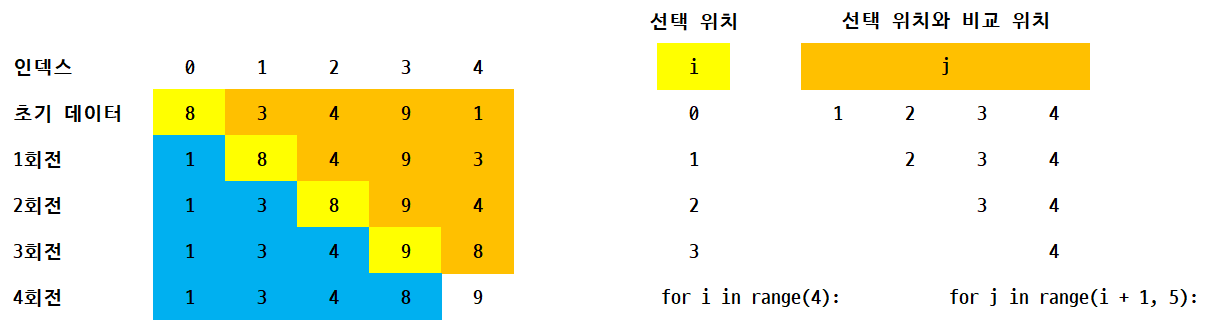 선택 위치 선택 위치와 비교 위치
인덱스 0 1 2 3 4 i j
초기 데이터 8 3 4 9 1 0 1 2 3 4
1회전 1 8 4 9 3 1 2 3 4
2회전 1 3 8 9 4 2 3 4
3회전 1 3 4 9 8 3 4
4회전 1 3 4 8 9 for i in range(4): for j in range(i + 1, 5):